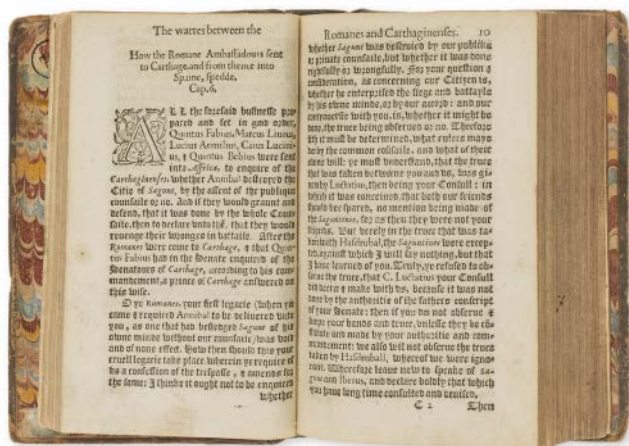 The warres between the
How the Romane Ambassadours sent
to Carthage, and from thence into
Spaine, spedde.
Cap. 6.
ALL the foresaid businesse pre-
pared and set in good order,
Quintus Fabius, Marcus Liuius,
Lucius Aemilius, Caius Lucini-
us, & Quintus Bebius were sent
into Affrica, to enquire of the
Carthaginenses, whether Annibal destroyed the
Citie of Sagunt, by the assent of the publique
counsaile or no. And if they would graunt and
defend, that it was done by the whole Coun-
saile, then to declare vnto them, that they would
reuenge their wronges in battaile. After the
Romanes were come to Carthage, & that Quin-
tus Fabius had in the Senate enquired of the
Senatours of Carthage, according to his com-
mandement, a prince of Carthage answered on
this wise.
O ye Romanes, your first legacie (when ye
came & required Annibal to be deliuered vnto
you, as one that had besieged Sagunt of his
owne minde without our counsaile) was void
and of none effect. How then should this your
cruell legacie take place wherein ye require of
vs a confession of the trespasse, & amends for
the same: I thinke it ought not to be enquired
whether
Romanes and Carthaginenses. 10
whether Sagunt was destroied by our publike
or priuate counsaile, but whether it was done
rightfully or wrongfully. For your question &
consideration, as concerning our Citizen is,
whether he enterprised the siege and battayle
by his owne minde, or by our accord: and our
controuersie with you, is, whether it might be
done, the truce being obserued or no. Therfore
sith it must be determined, what rulers maye
do by the common cousaile, and what of their
owne will: ye must vnderstand, that the truce
that was taken betweene you and vs, was gi-
uen by Luctatius, then being your Consull: in
which it was concerned, that both our friends
should bee spared, no mention being made of
the Saguntines, for as then they were not your
friends. But verely in the truce that was ta-
ken with Hasdrubal, the Saguntines were excep-
ted, against which I will say nothing, but that
I haue learned of you. Truly, ye refused to ob-
serue the truce, that C. Luctatius your Consull
did decree & make with vs, because it was not
done by the authoritie of the fathers conscript
of your Senate: then if you do not obserue &
keepe your bands and truce, vnlesse they be co-
stitute and made by your authoritie and com-
mandement: we also will not obserue the truce
taken by Hasdruball, whereof we were igno-
rant. Wherefore leaue now to speake of Sa-
gunt and Iberus, and declare boldly that which
you haue long time consulted and deuised.
C 2 Then